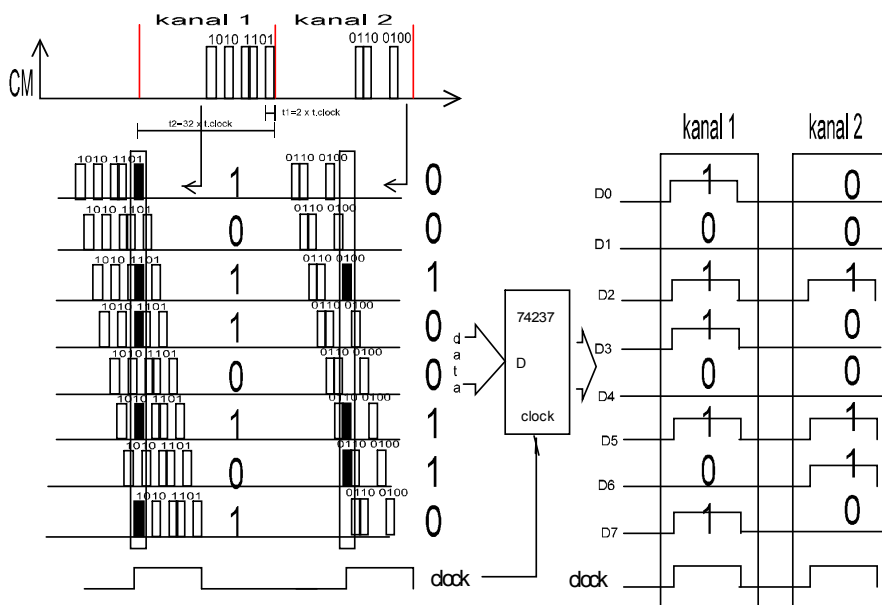 kanal 1 kanal 2
1010 1101 0110 0100
CM
t1=2 x t.clock
t2=32 x t.clock
1010 1101 0110 0100
1 0
1010 1101 0110 0100
0 0
1010 1101 0110 0100
1 1
1010 1101 0110 0100
1 0
1010 1101 0110 0100
0 0
1010 1101 0110 0100
1 1
1010 1101 0110 0100
0 1
1010 1101 0110 0100
1 0
clock
data
74237
D
clock
kanal 1 kanal 2
D0 1 0
D1 0 0
D2 1 1
D3 1 0
D4 0 0
D5 1 1
D6 0 1
D7 1 0
clock